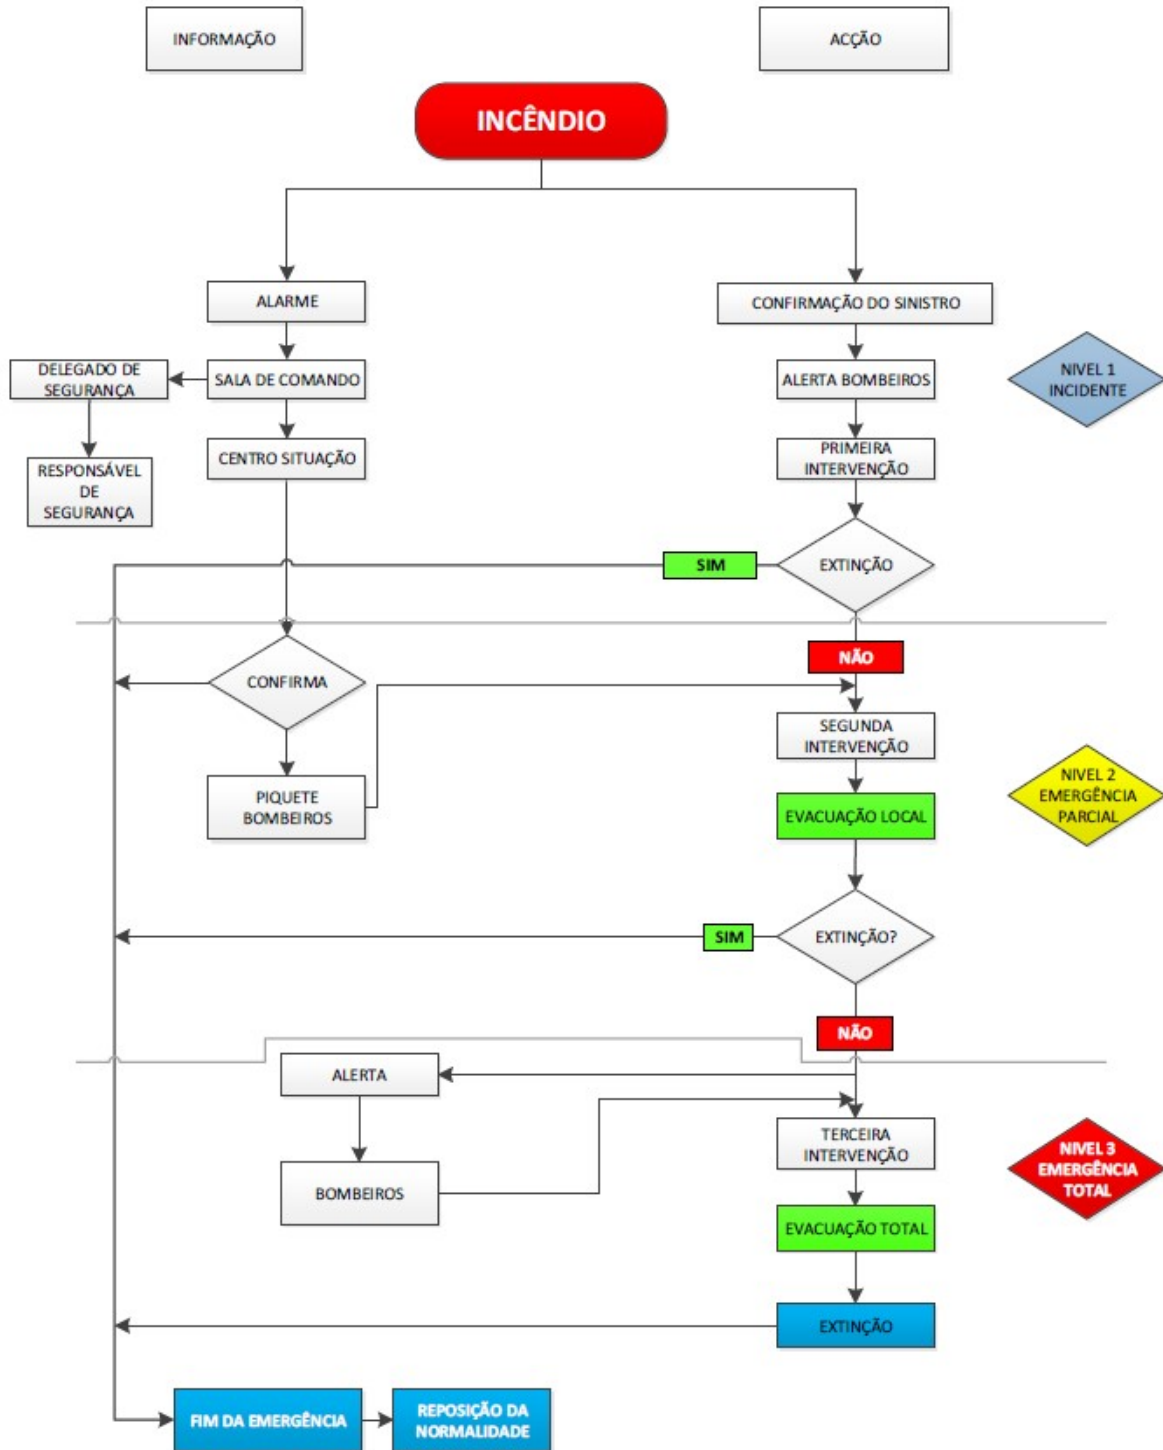 INFORMAÇÃO
ACÇÃO
INCÊNDIO
ALARME
CONFIRMAÇÃO DO SINISTRO
DELEGADO DE
SEGURANÇA
SALA DE COMANDO
ALERTA BOMBEIROS
NIVEL 1
INCIDENTE
RESPONSÁVEL
DE
SEGURANÇA
CENTRO SITUAÇÃO
PRIMEIRA
INTERVENÇÃO
SIM
EXTINÇÃO
NÃO
CONFIRMA
SEGUNDA
INTERVENÇÃO
PIQUETE
BOMBEIROS
EVACUAÇÃO LOCAL
NIVEL 2
EMERGÊNCIA
PARCIAL
SIM
EXTINÇÃO?
NÃO
ALERTA
TERCEIRA
INTERVENÇÃO
BOMBEIROS
NIVEL 3
EMERGÊNCIA
TOTAL
EVACUAÇÃO TOTAL
EXTINÇÃO
FIM DA EMERGÊNCIA
REPOSIÇÃO DA
NORMALIDADE